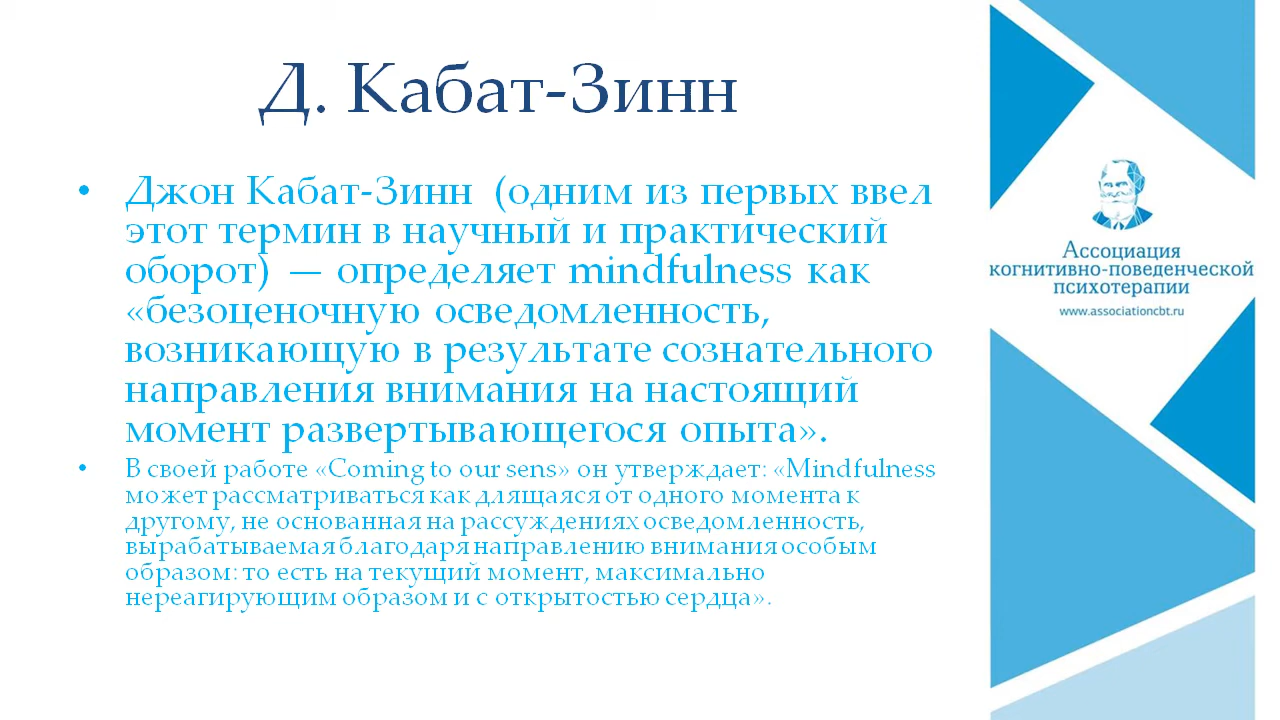 Д. Кабат-Зинн
• Джон Кабат-Зинн (одним из первых ввел
этот термин в научный и практический
оборот) — определяет mindfulness как
«безоценочную осведомленность,
возникающую в результате сознательного
направления внимания на настоящий
момент развертывающегося опыта».
• В своей работе «Coming to our sens» он утверждает: «Mindfulness
может рассматриваться как длящаяся от одного момента к
другому, не основанная на рассуждениях осведомленность,
вырабатываемая благодаря направлению внимания особым
образом: то есть на текущий момент, максимально
нереагирующим образом и с открытостью сердца».
Ассоциация
когнитивно-поведенческой
психотерапии
www.associationcbt.ru